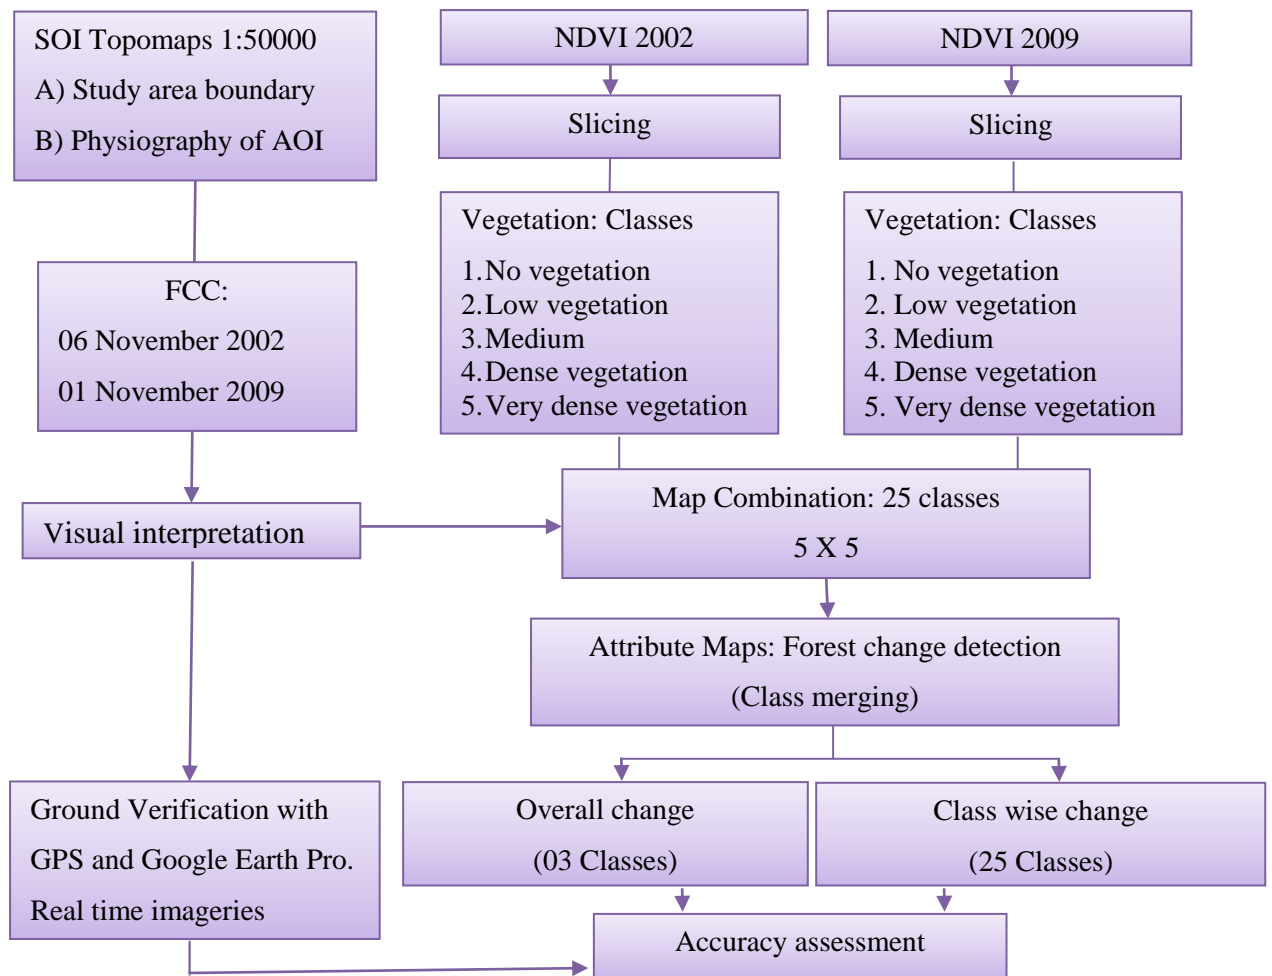 SOI Topomaps 1:50000
A) Study area boundary
B) Physiography of AOI
FCC:
06 November 2002
01 November 2009
Visual interpretation
Ground Verification with
GPS and Google Earth Pro.
Real time imageries
NDVI 2002
Slicing
Vegetation: Classes
1.No vegetation
2.Low vegetation
3.Medium
4.Dense vegetation
5.Very dense vegetation
NDVI 2009
Slicing
Vegetation: Classes
1. No vegetation
2. Low vegetation
3. Medium
4. Dense vegetation
5. Very dense vegetation
Map Combination: 25 classes
5 X 5
Attribute Maps: Forest change detection
(Class merging)
Overall change
(03 Classes)
Class wise change
(25 Classes)
Accuracy assessment